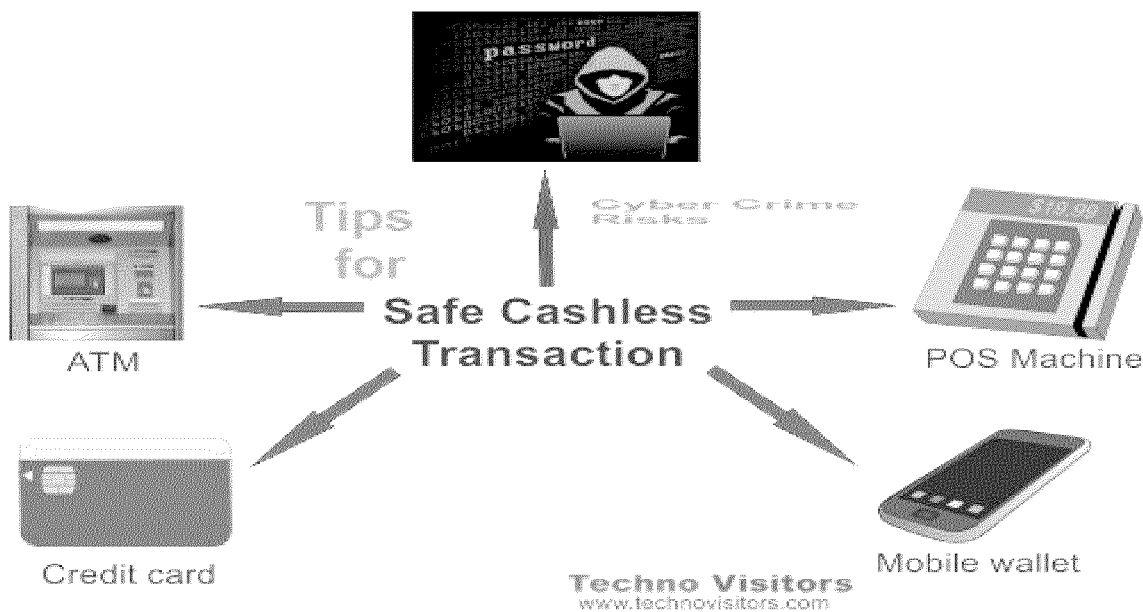 password
Tips
for
Cyber Crime
Risks
Safe Cashless
Transaction
ATM
POS Machine
Credit card
Mobile wallet
Techno Visitors
www.technovisitors.com